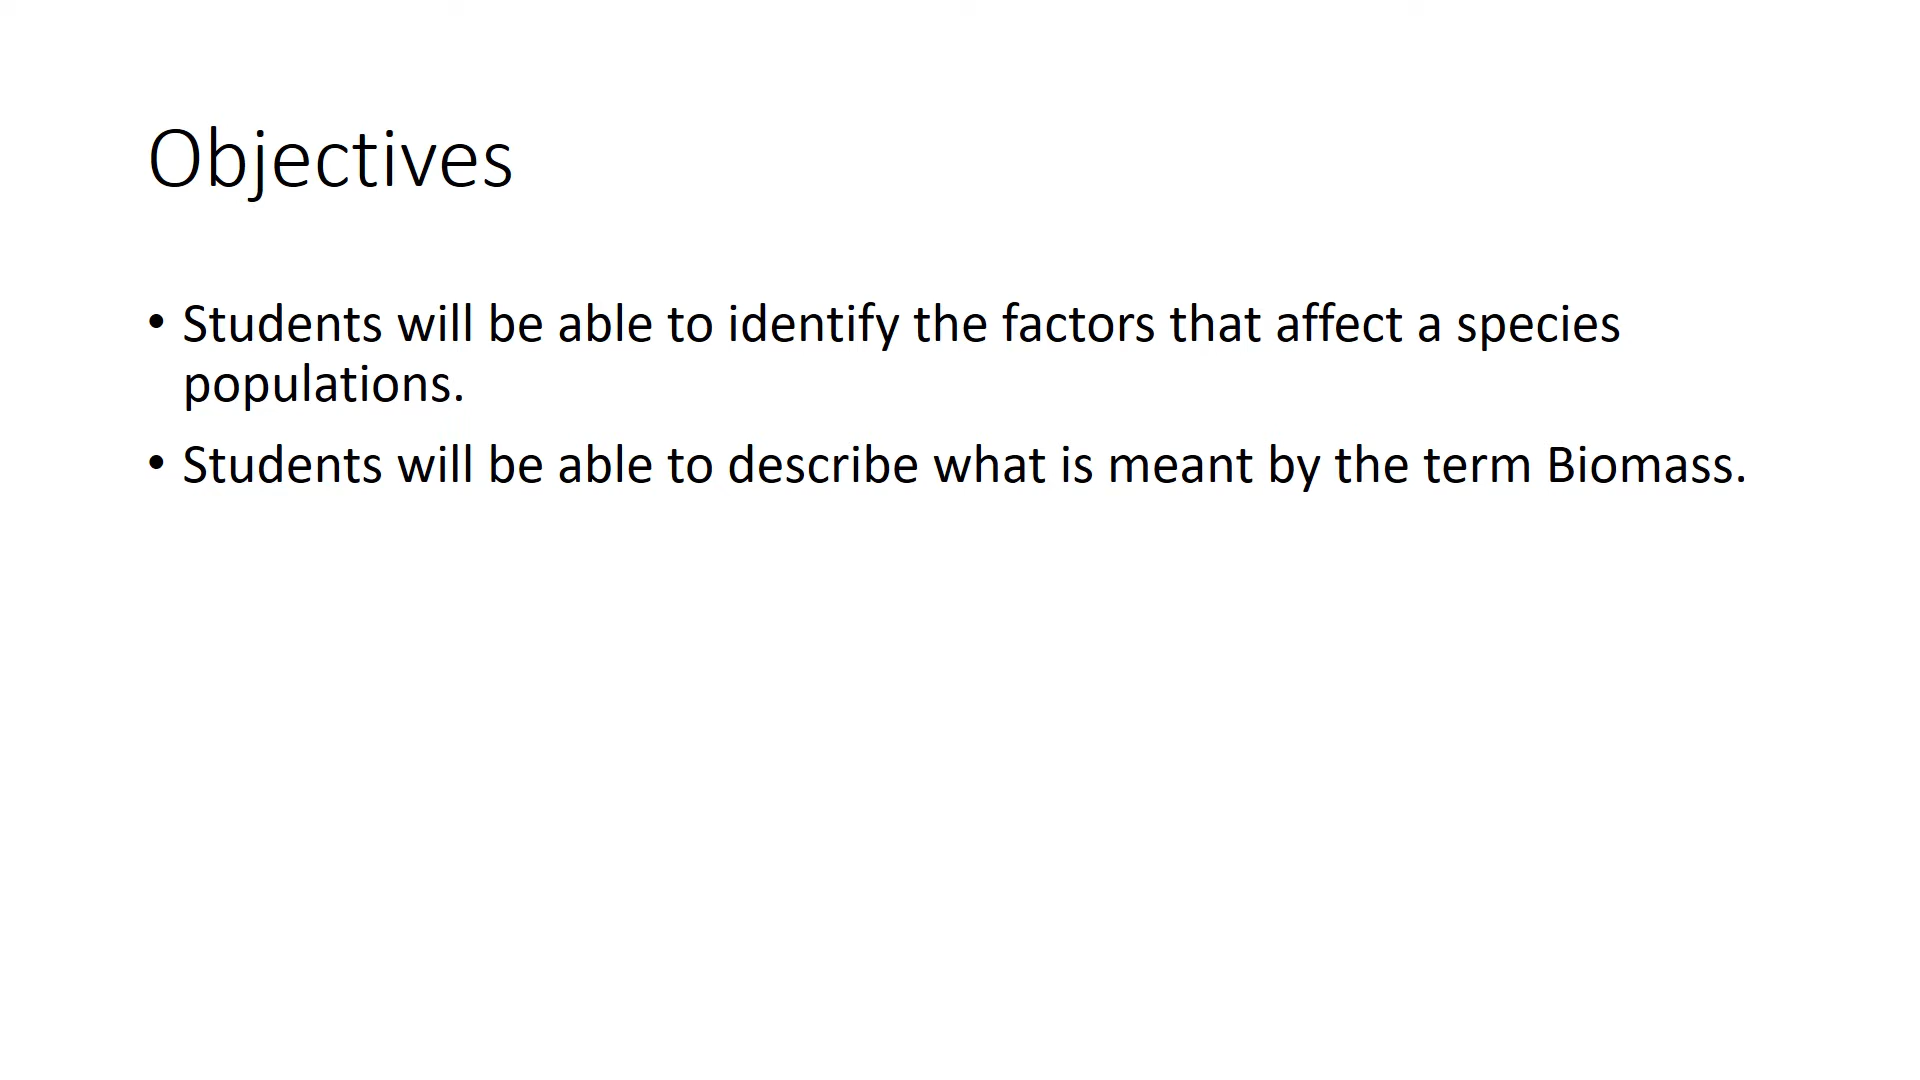 Objectives
• Students will be able to identify the factors that affect a species
populations.
• Students will be able to describe what is meant by the term Biomass.